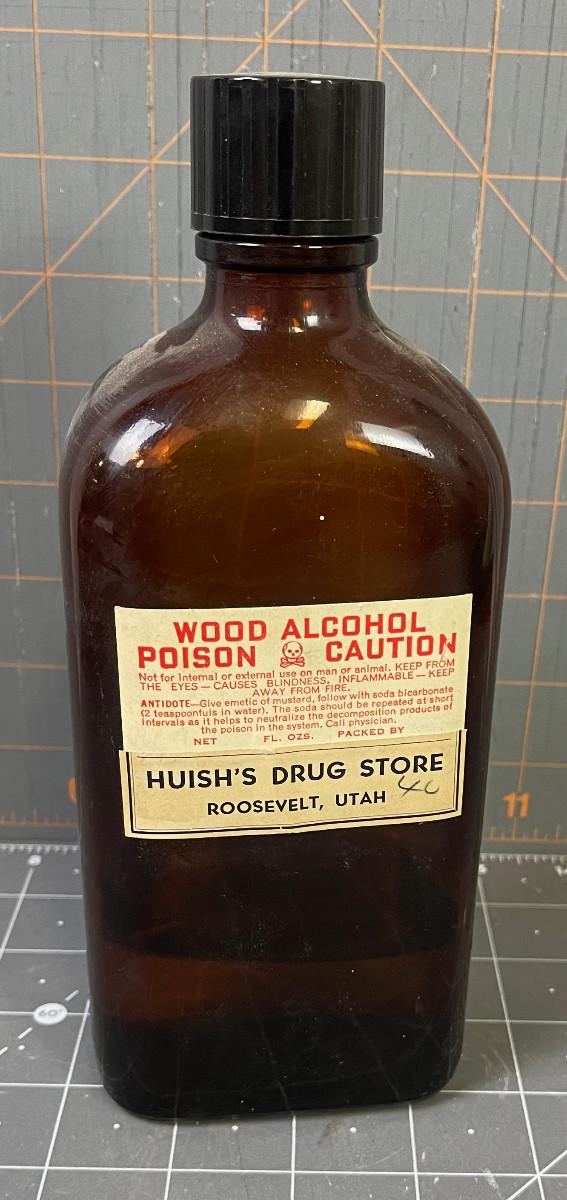 WOOD ALCOHOL
POISON CAUTION
Not for internal or external use on man or animal. KEEP FROM
THE EYES — CAUSES BLINDNESS. INFLAMMABLE — KEEP
AWAY FROM FIRE.
ANTIDOTE—Give emetic of mustard, follow with soda bicarbonate
(2 teaspoonfuls in water). The soda should be repeated at short
intervals as it helps to neutralize the decomposition products of
the poison in the system. Call physician.
NET FL. OZS. PACKED BY
HUISH'S DRUG STORE
ROOSEVELT, UTAH
11
60°